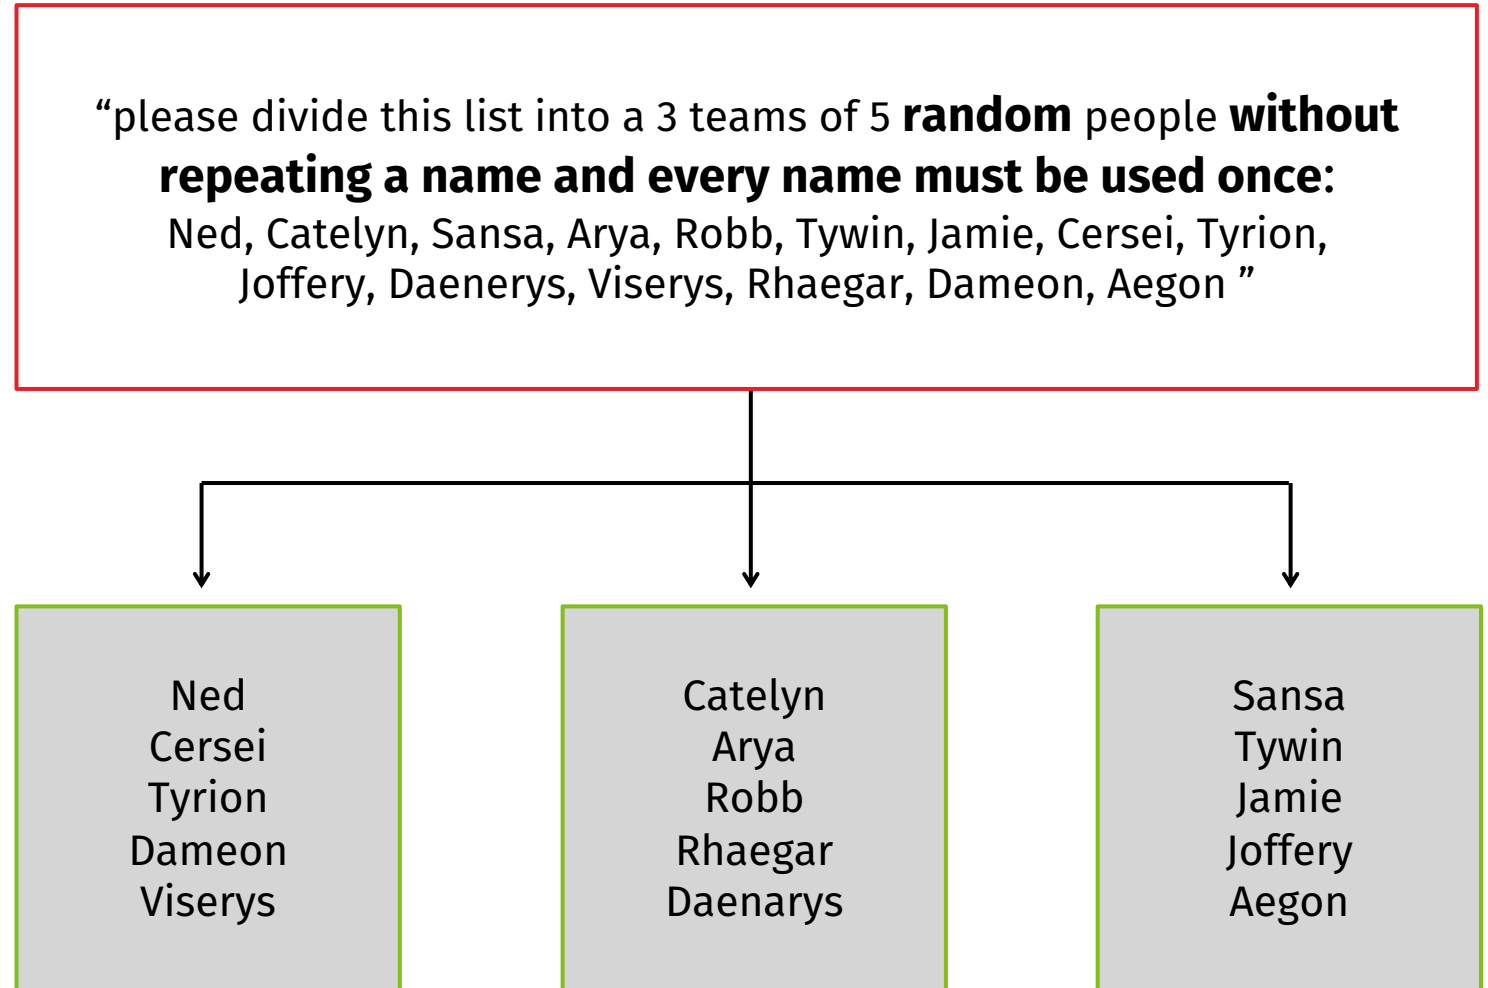 “please divide this list into a 3 teams of 5 random people without
repeating a name and every name must be used once:
Ned, Catelyn, Sansa, Arya, Robb, Tywin, Jamie, Cersei, Tyrion,
Joffery, Daenerys, Viserys, Rhaegar, Dameon, Aegon ”
Ned
Cersei
Tyrion
Dameon
Viserys
Catelyn
Arya
Robb
Rhaegar
Daenarys
Sansa
Tywin
Jamie
Joffery
Aegon